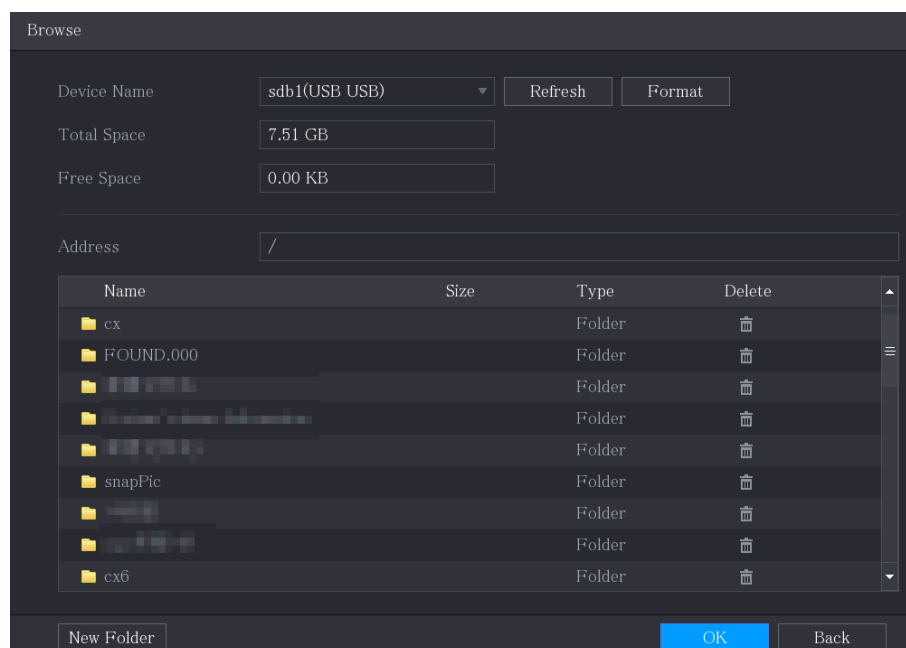 Browse
Device Name sdb1(USB USB) Refresh Format
Total Space 7.51 GB
Free Space 0.00 KB
Address /
Name Size Type Delete
cx Folder
FOUND.000 Folder
Folder
Folder
Folder
snapPic Folder
Folder
Folder
cx6 Folder
New Folder OK Back